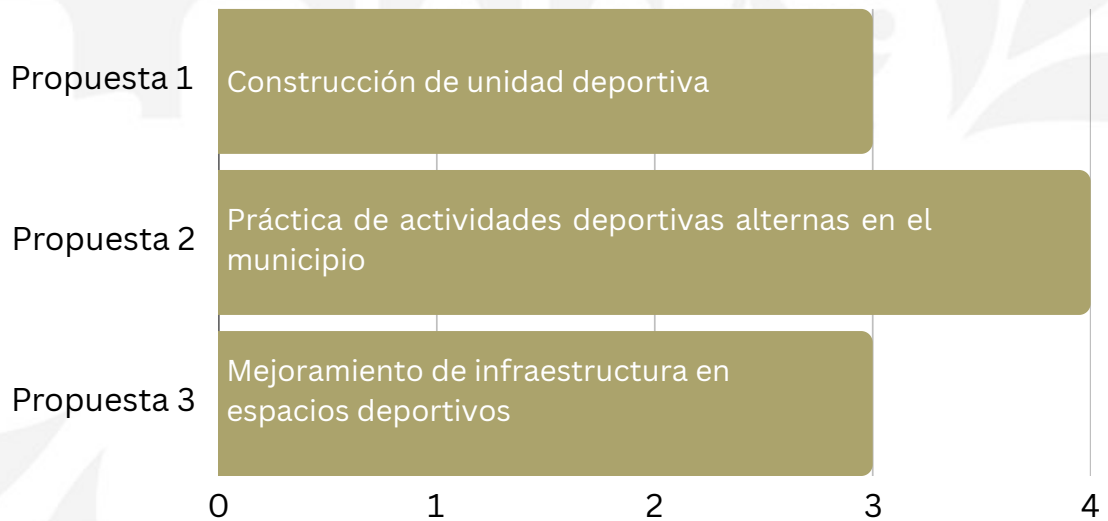 Propuesta 1
Construcción de unidad deportiva
Propuesta 2
Práctica de actividades deportivas alternas en el
municipio
Propuesta 3
Mejoramiento de infraestructura en
espacios deportivos
0 1 2 3 4